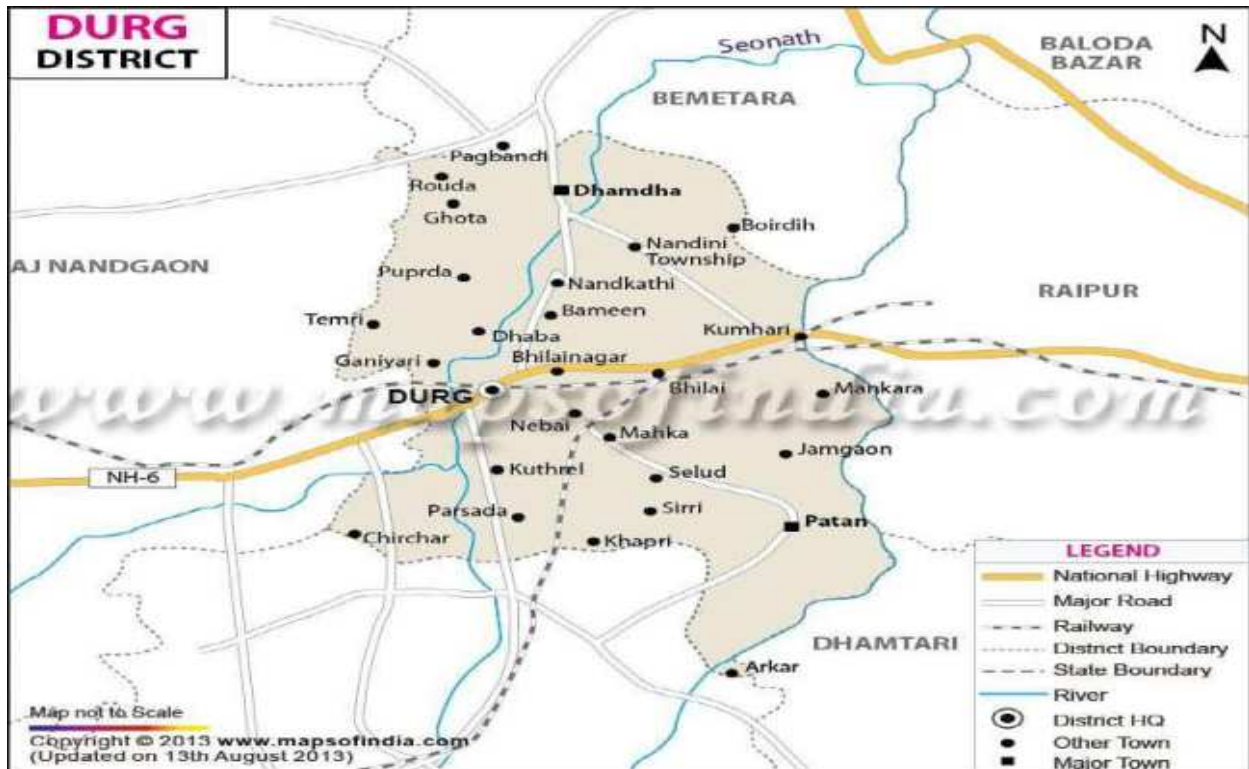 DURG
DISTRICT
N
Seonath
BALODA
BAZAR
BEMETARA
Pagbandi
Rouda
Dhamdha
Ghota
Boirdih
Nandini
Township
AJ NANDGAON
Puprda
Nandkathi
RAIPUR
Bameen
Temri
Dhaba
Kumhari
Ganiyari
Bhilainagar
DURG
Bhilai
Mankara
www.mapsofindia.com
Nebai
Mahka
Jamgaon
NH-6
Kuthrel
Selud
Parsada
Sirri
Patan
Chirchar
Khapri
LEGEND
National Highway
Major Road
Railway
District Boundary
State Boundary
River
District HQ
Other Town
Major Town
DHAMTARI
Arkar
Map not to Scale
Copyright © 2013 www.mapsofindia.com
(Updated on 13th August 2013)